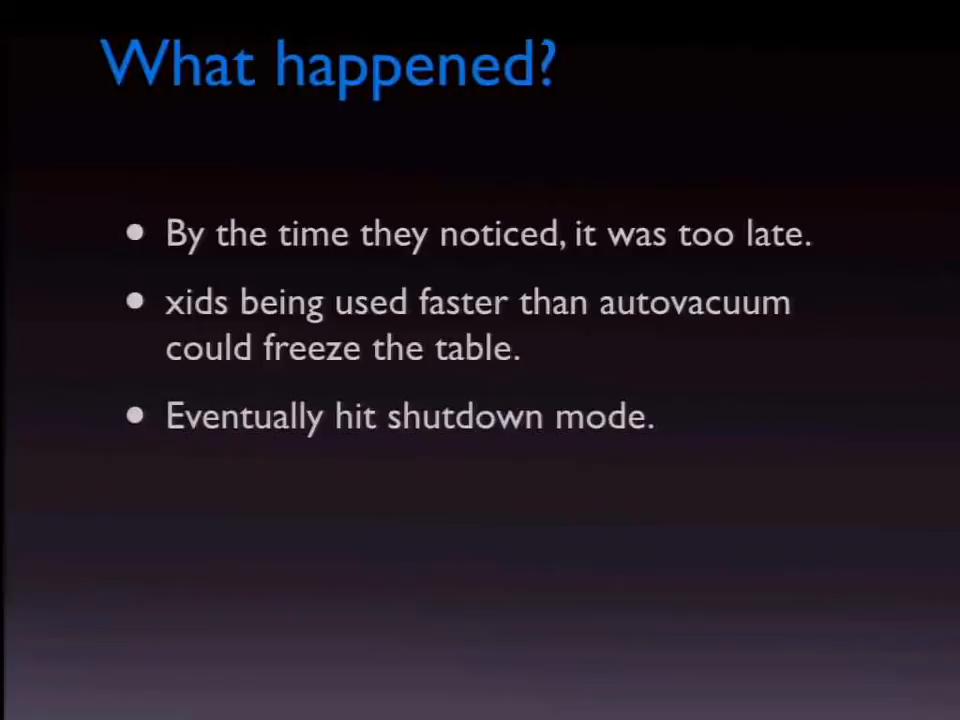 What happened?
• By the time they noticed, it was too late.
• xids being used faster than autovacuum
could freeze the table.
• Eventually hit shutdown mode.